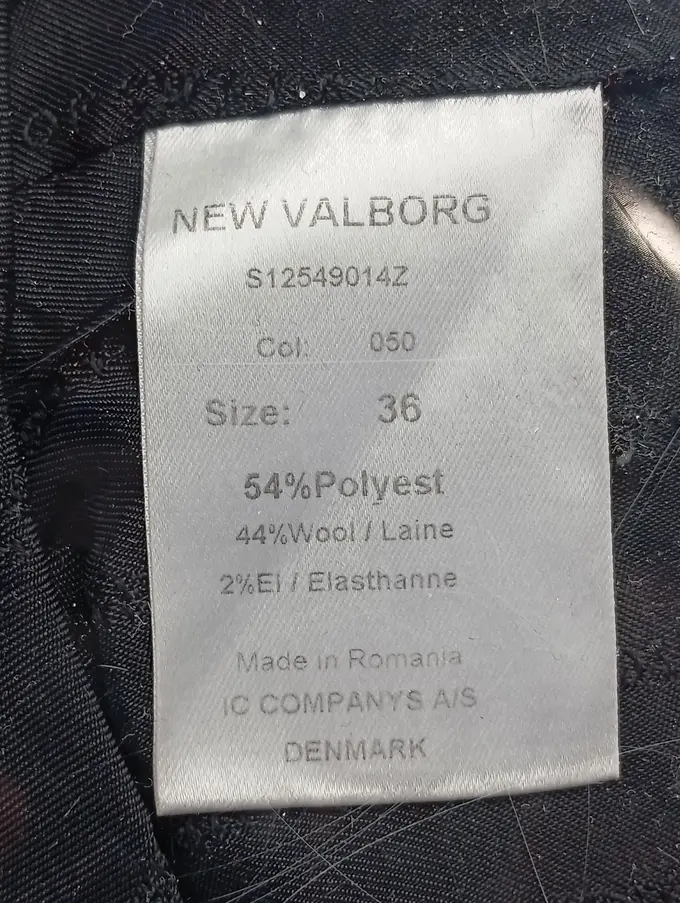 NEW VALBORG
S12549014Z
Col: 050
Size: 36
54%Polyest
44%Wool / Laine
2%El / Elasthanne
Made in Romania
IC COMPANYS A/S
DENMARK